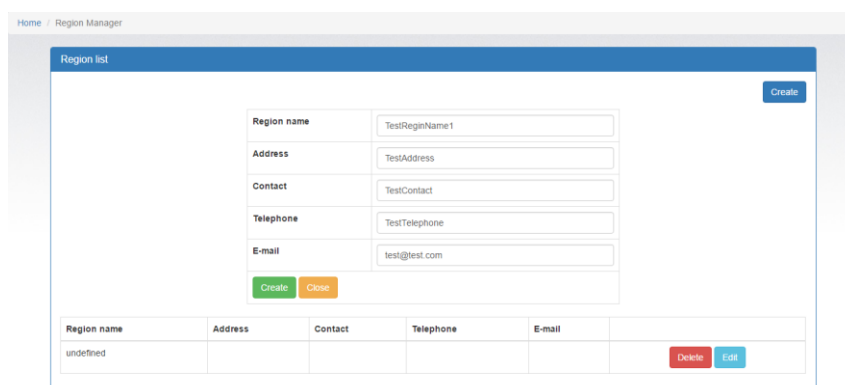 Home / Region Manager
Region list
Create
Region name TestReginName1
Address TestAddress
Contact TestContact
Telephone TestTelephone
E-mail test@test.com
Create Close
Region name Address Contact Telephone E-mail
undefined Delete Edit